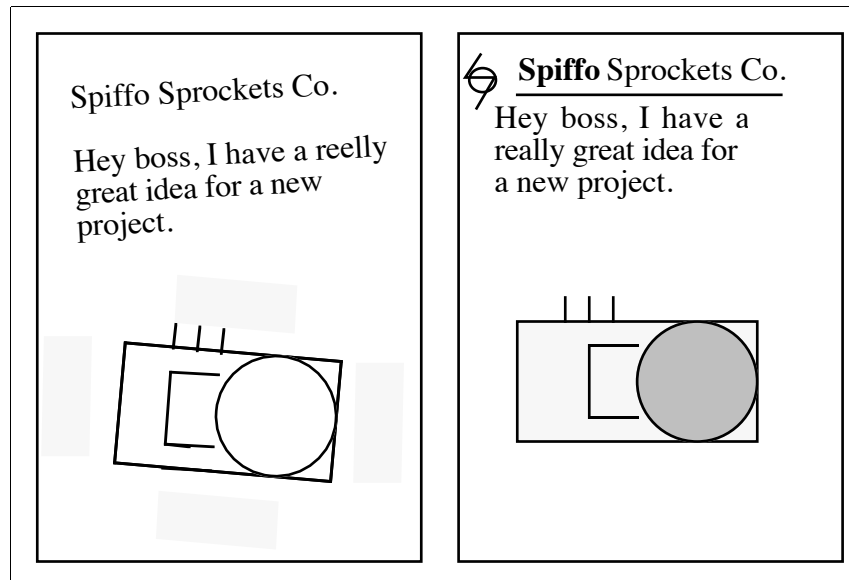 Spiffo Sprockets Co.
Hey boss, I have a reelly
great idea for a new
project.
Spiffo Sprockets Co.
Hey boss, I have a
really great idea for
a new project.